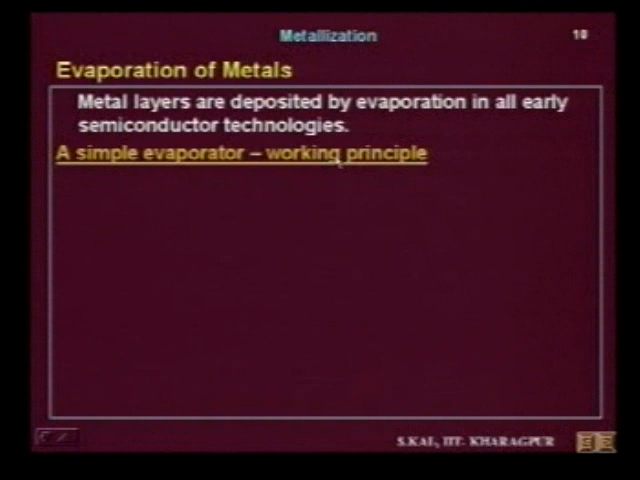 Metallization
10
Evaporation of Metals
Metal layers are deposited by evaporation in all early
semiconductor technologies.
A simple evaporator – working principle
S.KAL, IIT- KHARAGPUR